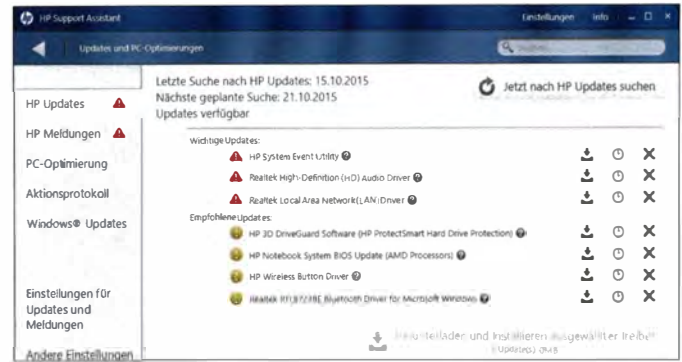 HP Support Assistant
Einstellungen Info
Updates und PC-Optimierungen
Letzte Suche nach HP Updates: 15.10.2015
Nächste geplante Suche: 21.10.2015
Updates verfügbar
Jetzt nach HP Updates suchen
HP Updates
HP Meldungen
PC-Optimierung
Aktionsprotokoll
Windows® Updates
Einstellungen für
Updates und
Meldungen
Andere Einstellungen
Wichtige Updates:
HP System Event Utility
Realtek High-Definition (HD) Audio Driver
Realtek Local Area Network (LAN) Driver
Empfohlene Updates:
HP 3D DriveGuard Software (HP ProtectSmart Hard Drive Protection)
HP Notebook System BIOS Update (AMD Processors)
HP Wireless Button Driver
Realtek RTL8723BE Bluetooth Driver for Microsoft Windows
Herunterladen und Installieren ausgewählter Treiber